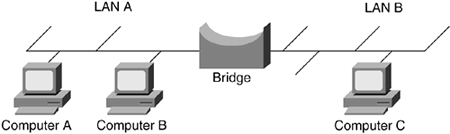 LAN A
LAN B
Bridge
Computer A
Computer B
Computer C